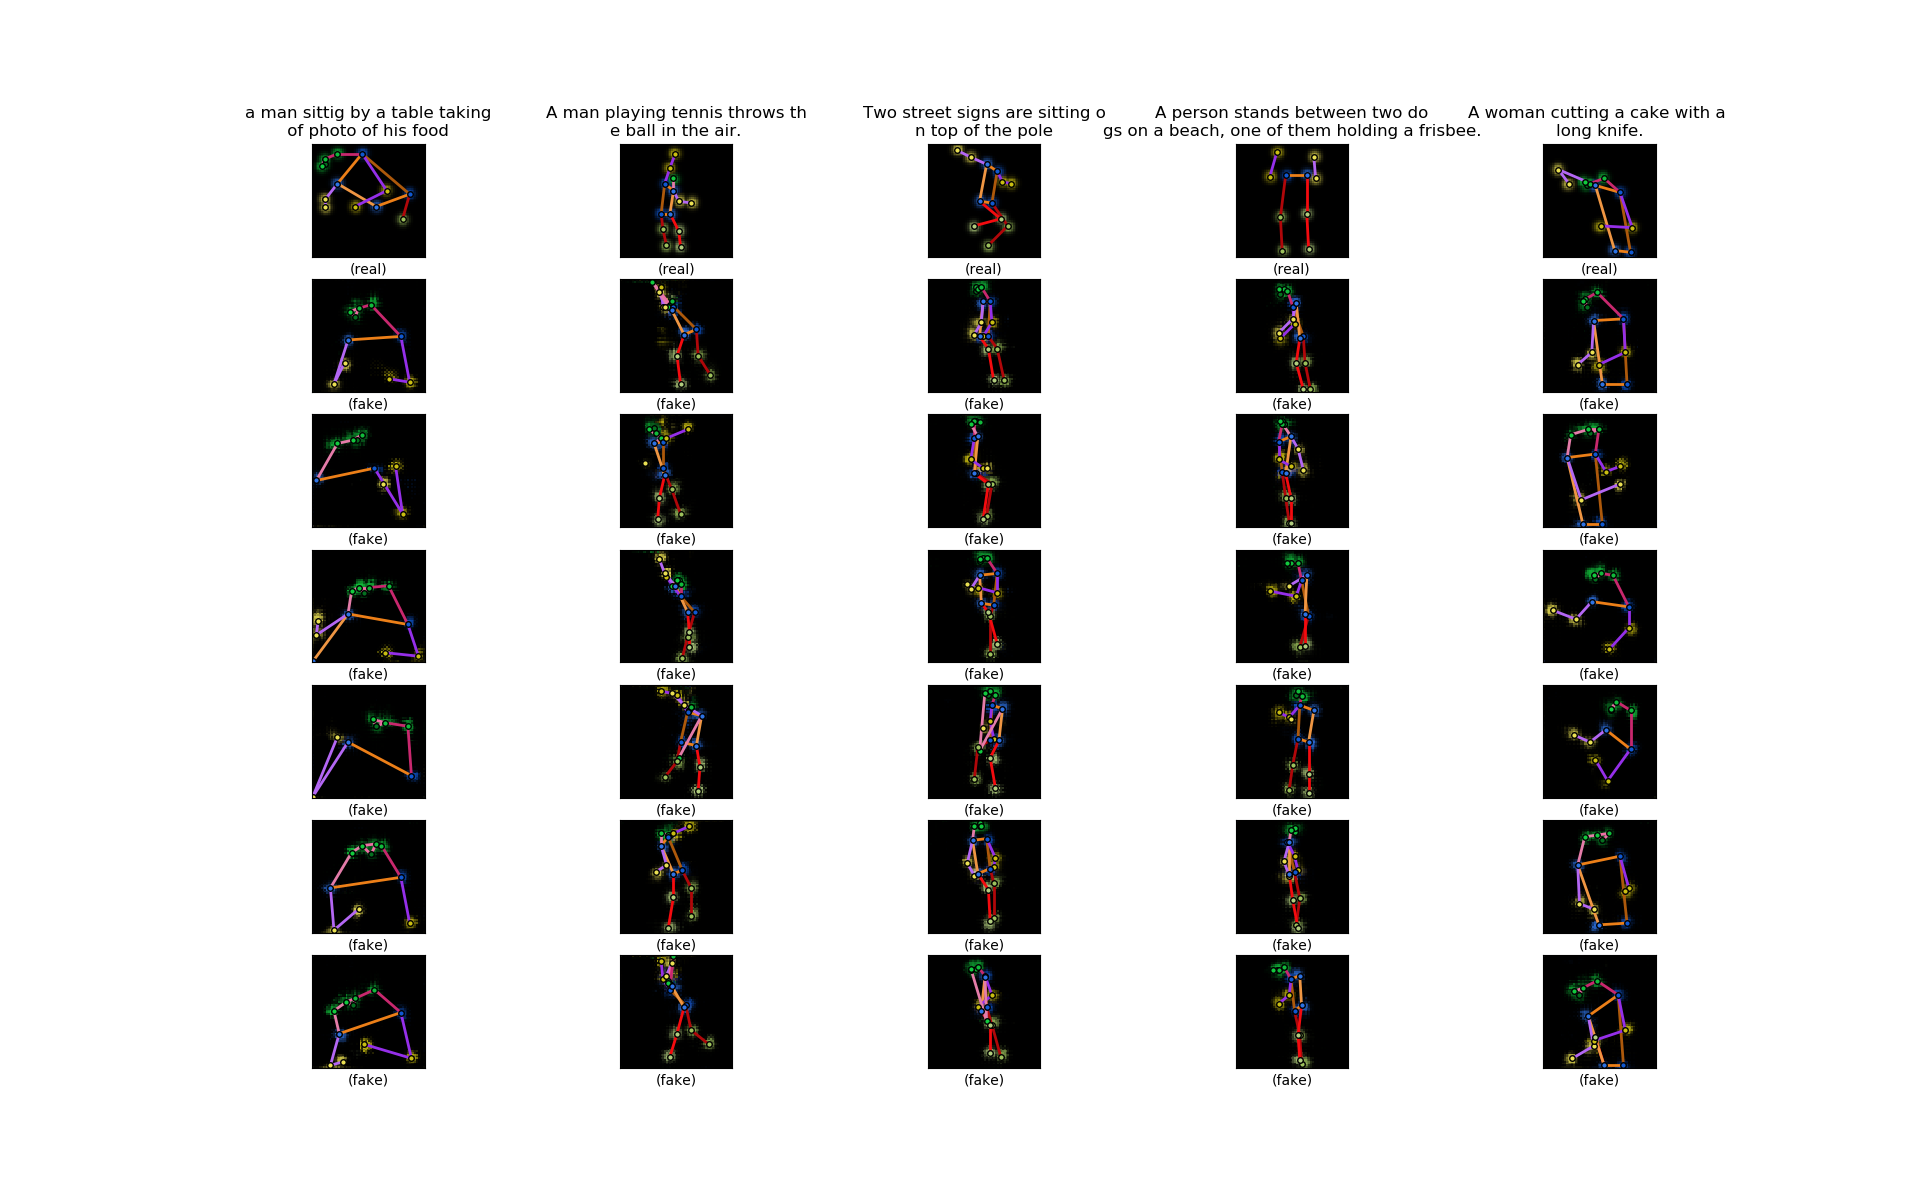 a man sittig by a table taking
of photo of his food
A man playing tennis throws th
e ball in the air.
Two street signs are sitting o
n top of the pole
A person stands between two do
gs on a beach, one of them holding a frisbee.
A woman cutting a cake with a
long knife.
(real) (real) (real) (real) (real)
(fake) (fake) (fake) (fake) (fake)
(fake) (fake) (fake) (fake) (fake)
(fake) (fake) (fake) (fake) (fake)
(fake) (fake) (fake) (fake) (fake)
(fake) (fake) (fake) (fake) (fake)
(fake) (fake) (fake) (fake) (fake)